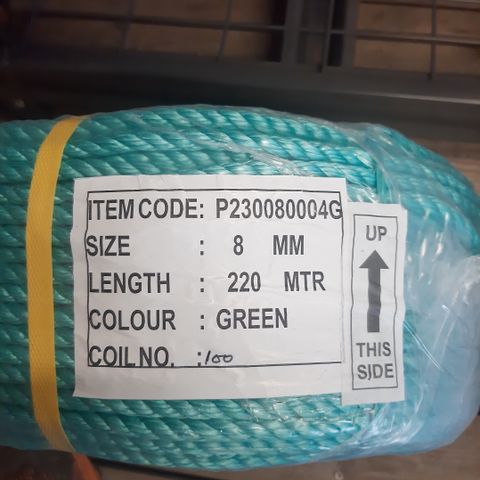 ITEM CODE: P230080004G
SIZE : 8 MM
LENGTH : 220 MTR
COLOUR : GREEN
COIL NO. : 100
UP
THIS
SIDE